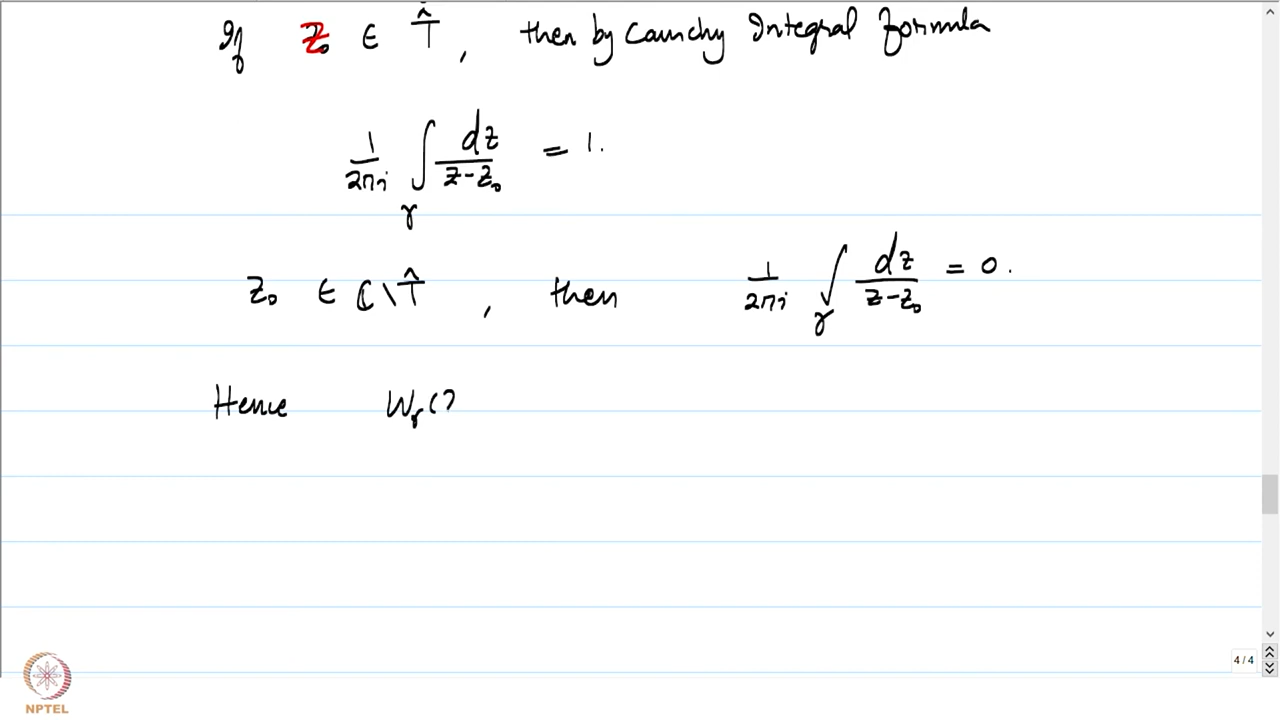 If z₀ ∈ T̂ , then by Caunchy Integral formula
1/2πi ∫_γ dz/(z-z₀) = 1.
z₀ ∈ ℂ\T̂ , then 1/2πi ∫_γ dz/(z-z₀) = 0.
Hence W_γ(
4 / 4
NPTEL